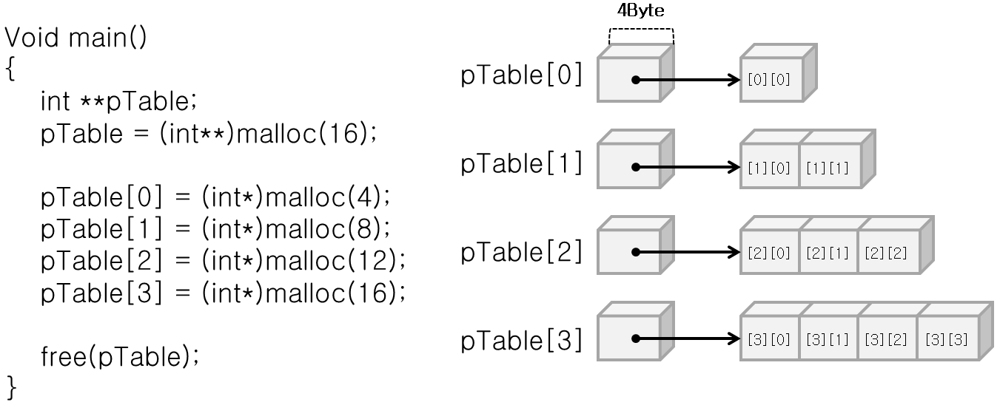 Void main()
{
int **pTable;
pTable = (int**)malloc(16);
pTable[0] = (int*)malloc(4);
pTable[1] = (int*)malloc(8);
pTable[2] = (int*)malloc(12);
pTable[3] = (int*)malloc(16);
free(pTable);
}
4Byte
pTable[0] [0][0]
pTable[1] [1][0] [1][1]
pTable[2] [2][0] [2][1] [2][2]
pTable[3] [3][0] [3][1] [3][2] [3][3]